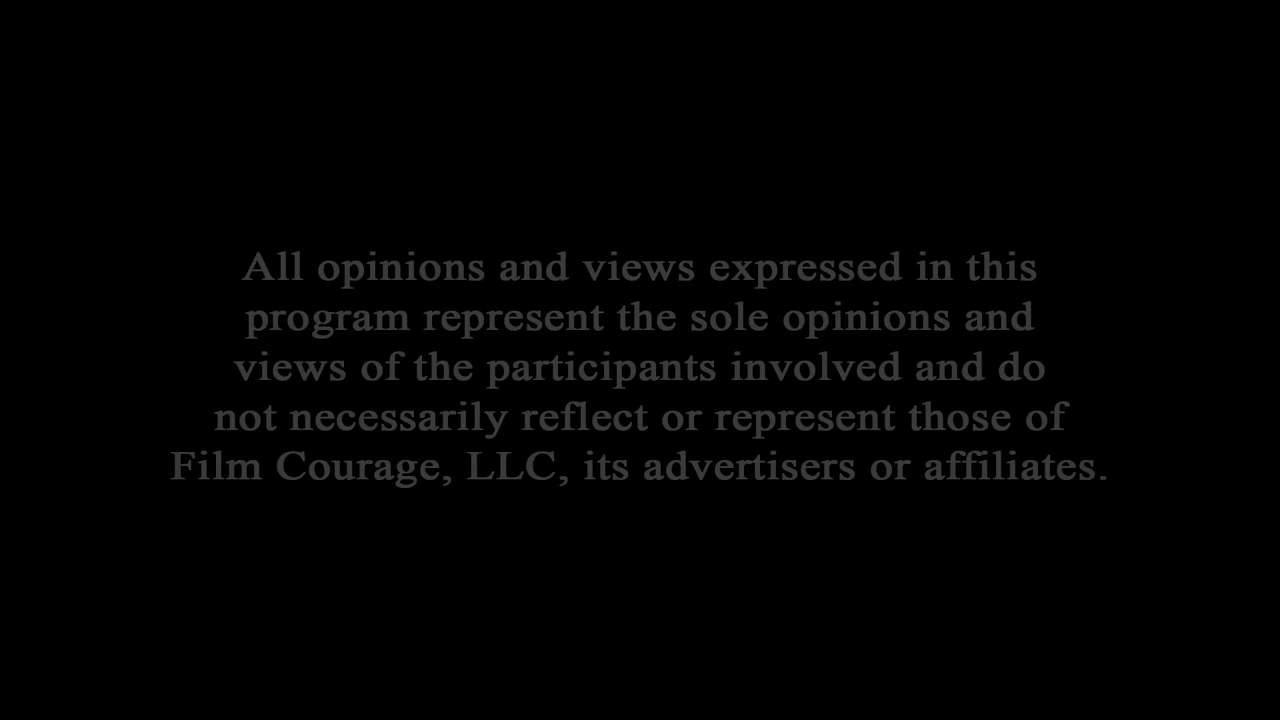 All opinions and views expressed in this
program represent the sole opinions and
views of the participants involved and do
not necessarily reflect or represent those of
Film Courage, LLC, its advertisers or affiliates.